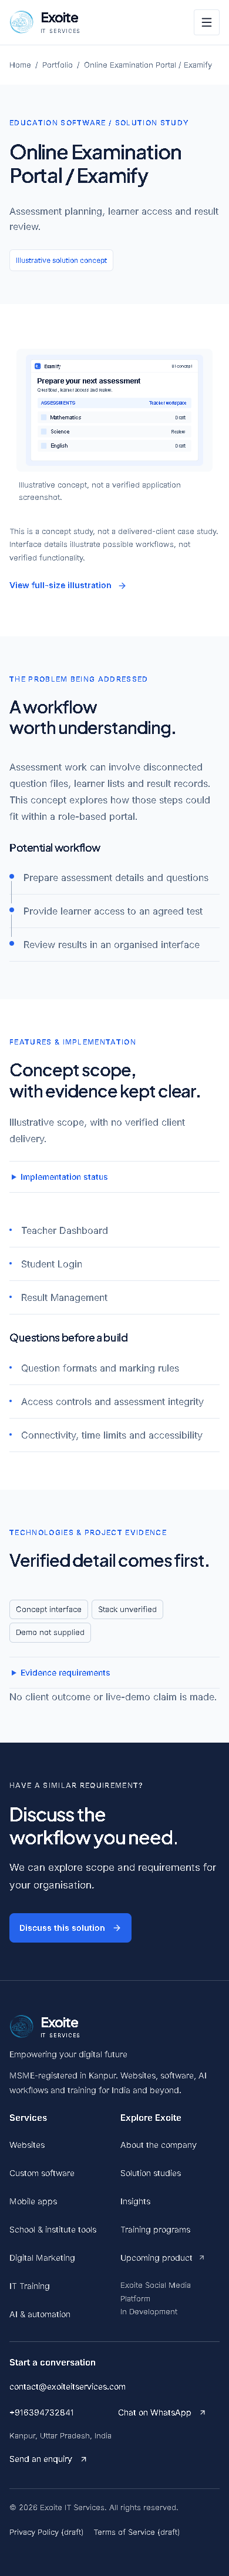 Exoite
IT SERVICES
Home / Portfolio / Online Examination Portal / Examify
EDUCATION SOFTWARE / SOLUTION STUDY
Online Examination
Portal / Examify
Assessment planning, learner access and result
review.
Illustrative solution concept
Examify
UI concept
Prepare your next assessment
Questions, learner access and review.
ASSESSMENTS
Teacher workspace
Mathematics
Draft
Science
Review
English
Draft
Illustrative concept, not a verified application
screenshot.
This is a concept study, not a delivered-client case study.
Interface details illustrate possible workflows, not
verified functionality.
View full-size illustration →
THE PROBLEM BEING ADDRESSED
A workflow
worth understanding.
Assessment work can involve disconnected
question files, learner lists and result records.
This concept explores how those steps could
fit within a role-based portal.
Potential workflow
Prepare assessment details and questions
Provide learner access to an agreed test
Review results in an organised interface
FEATURES & IMPLEMENTATION
Concept scope,
with evidence kept clear.
Illustrative scope, with no verified client
delivery.
▶ Implementation status
• Teacher Dashboard
• Student Login
• Result Management
Questions before a build
• Question formats and marking rules
• Access controls and assessment integrity
• Connectivity, time limits and accessibility
TECHNOLOGIES & PROJECT EVIDENCE
Verified detail comes first.
Concept interface
Stack unverified
Demo not supplied
▶ Evidence requirements
No client outcome or live-demo claim is made.
HAVE A SIMILAR REQUIREMENT?
Discuss the
workflow you need.
We can explore scope and requirements for
your organisation.
Discuss this solution →
Exoite
IT SERVICES
Empowering your digital future
MSME-registered in Kanpur. Websites, software, AI
workflows and training for India and beyond.
Services
Websites
Custom software
Mobile apps
School & institute tools
Digital Marketing
IT Training
AI & automation
Explore Exoite
About the company
Solution studies
Insights
Training programs
Upcoming product ↗
Exoite Social Media
Platform
In Development
Start a conversation
contact@exoiteitservices.com
+916394732841
Chat on WhatsApp ↗
Kanpur, Uttar Pradesh, India
Send an enquiry ↗
© 2026 Exoite IT Services. All rights reserved.
Privacy Policy (draft) Terms of Service (draft)